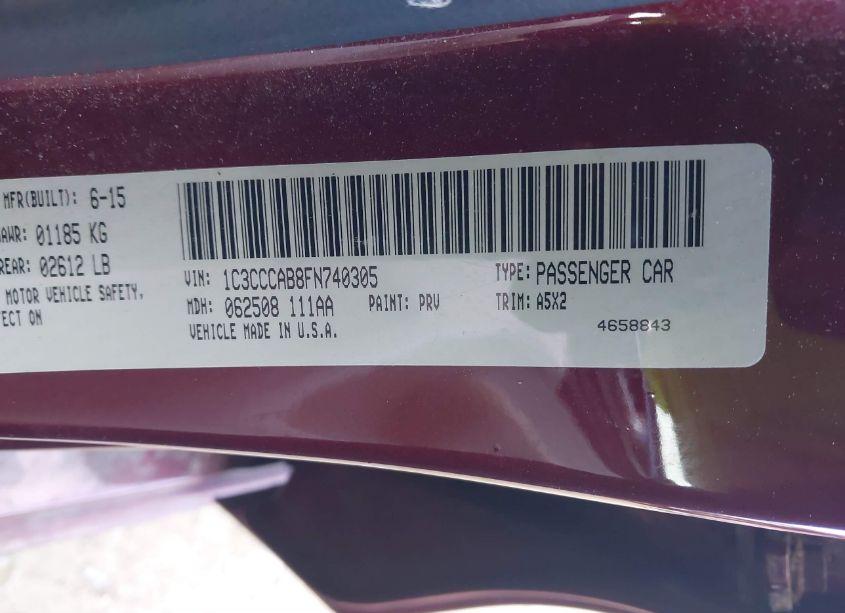 MFR(BUILT): 6-15
GAWR: 01185 KG
REAR: 02612 LB
MOTOR VEHICLE SAFETY,
ON
VIN: 1C3CCCAB8FN740305 TYPE: PASSENGER CAR
MDH: 062508 111AA PAINT: PRV TRIM: A5X2
VEHICLE MADE IN U.S.A.
4658843